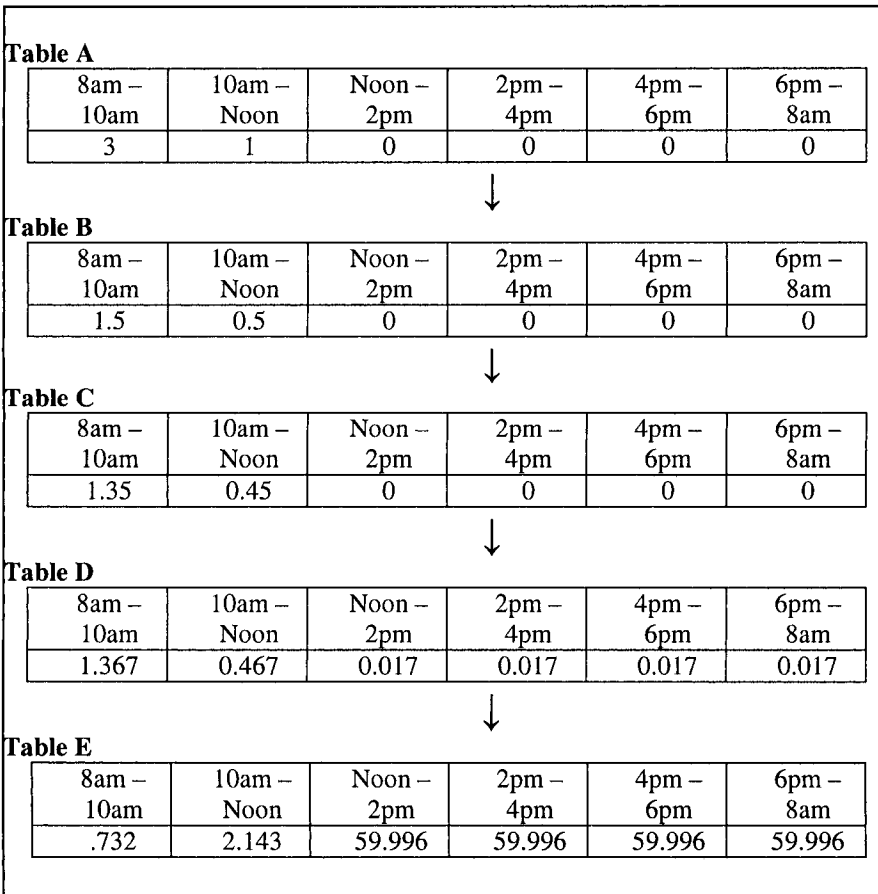 Table A
8am – 10am – Noon – 2pm – 4pm – 6pm –
10am Noon 2pm 4pm 6pm 8am
3 1 0 0 0 0
↓
Table B
8am – 10am – Noon – 2pm – 4pm – 6pm –
10am Noon 2pm 4pm 6pm 8am
1.5 0.5 0 0 0 0
↓
Table C
8am – 10am – Noon – 2pm – 4pm – 6pm –
10am Noon 2pm 4pm 6pm 8am
1.35 0.45 0 0 0 0
↓
Table D
8am – 10am – Noon – 2pm – 4pm – 6pm –
10am Noon 2pm 4pm 6pm 8am
1.367 0.467 0.017 0.017 0.017 0.017
↓
Table E
8am – 10am – Noon – 2pm – 4pm – 6pm –
10am Noon 2pm 4pm 6pm 8am
.732 2.143 59.996 59.996 59.996 59.996